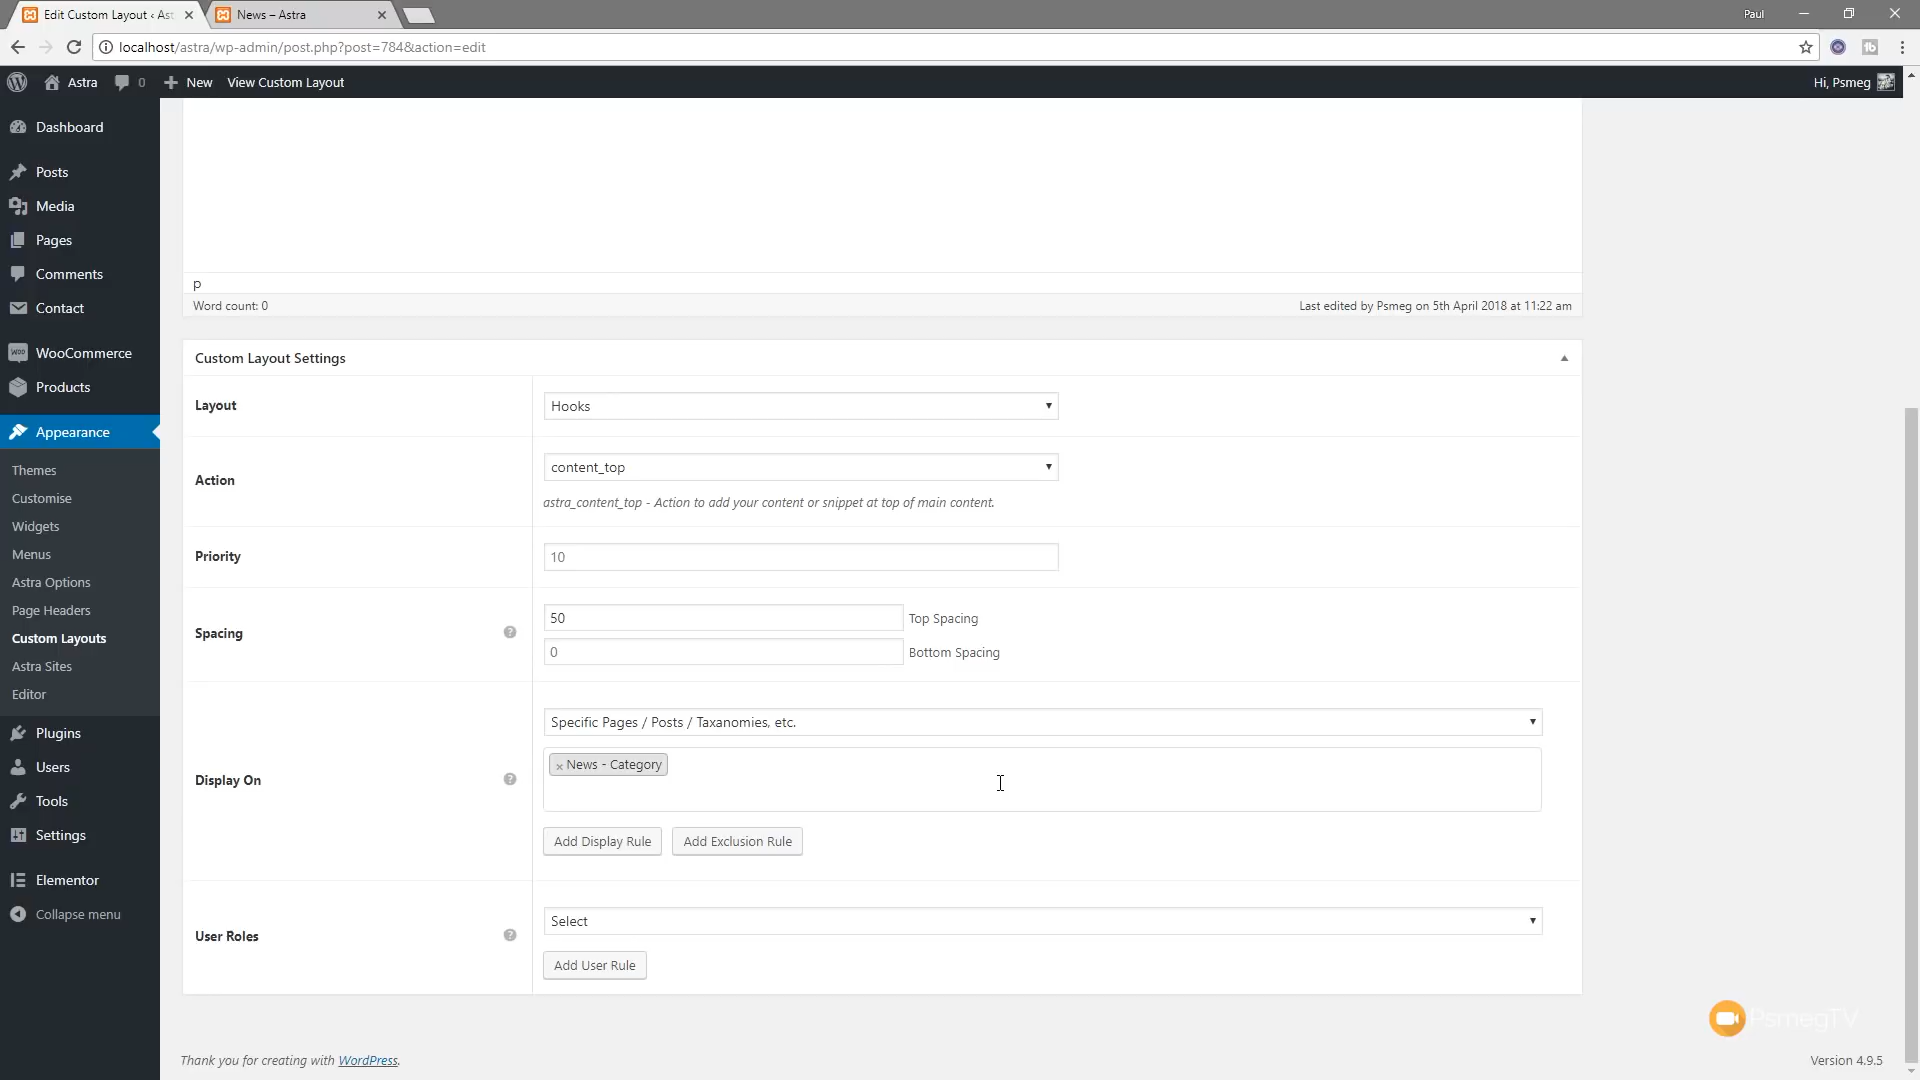 Edit Custom Layout ‹ Ast
News – Astra
Paul
localhost/astra/wp-admin/post.php?post=784&action=edit
Astra
0
New
View Custom Layout
Hi, Psmeg
Dashboard
Posts
Media
Pages
Comments
Contact
WooCommerce
Products
Appearance
Themes
Customise
Widgets
Menus
Astra Options
Page Headers
Custom Layouts
Astra Sites
Editor
Plugins
Users
Tools
Settings
Elementor
Collapse menu
p
Word count: 0
Last edited by Psmeg on 5th April 2018 at 11:22 am
Custom Layout Settings
Layout
Hooks
Action
content_top
astra_content_top - Action to add your content or snippet at top of main content.
Priority
10
Spacing
50
Top Spacing
0
Bottom Spacing
Display On
Specific Pages / Posts / Taxanomies, etc.
× News - Category
Add Display Rule
Add Exclusion Rule
User Roles
Select
Add User Rule
PsmegTV
Thank you for creating with WordPress.
Version 4.9.5